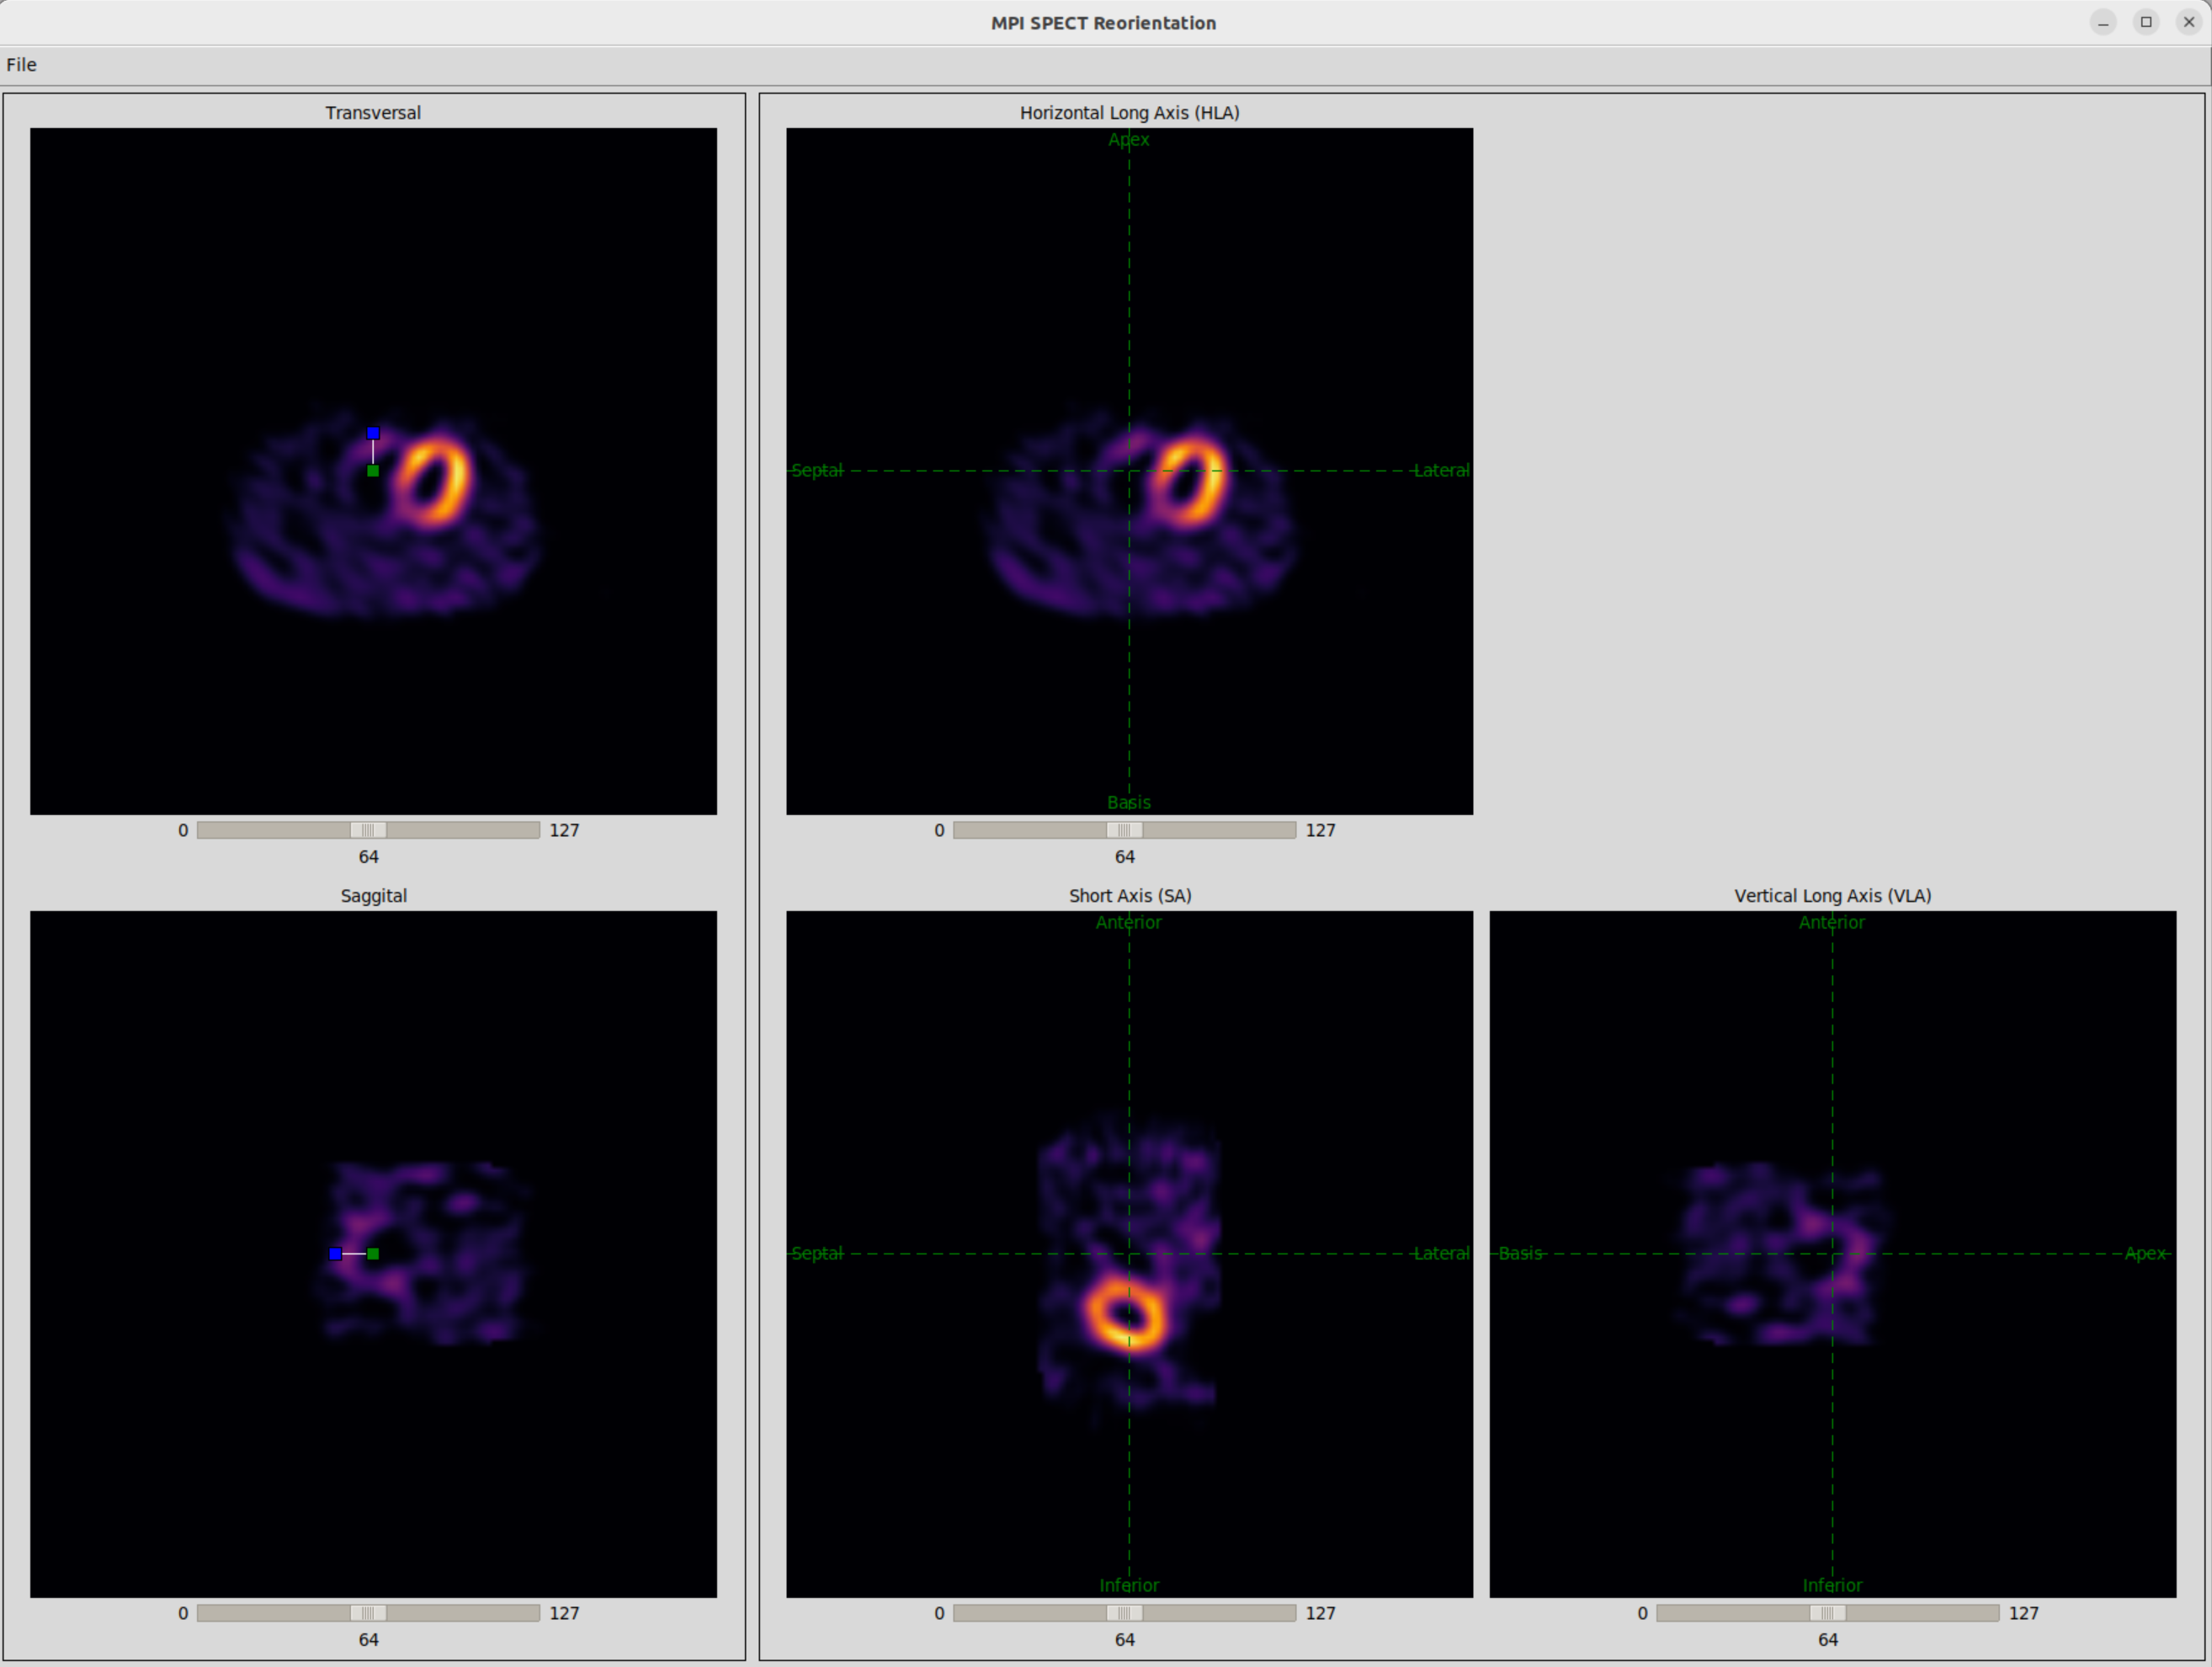 MPI SPECT Reorientation
File
Transversal
0 127
64
Saggital
0 127
64
Horizontal Long Axis (HLA)
Apex
Septal Lateral
Basis
0 127
64
Short Axis (SA)
Anterior
Septal Lateral
Inferior
0 127
64
Vertical Long Axis (VLA)
Anterior
Basis Apex
Inferior
0 127
64